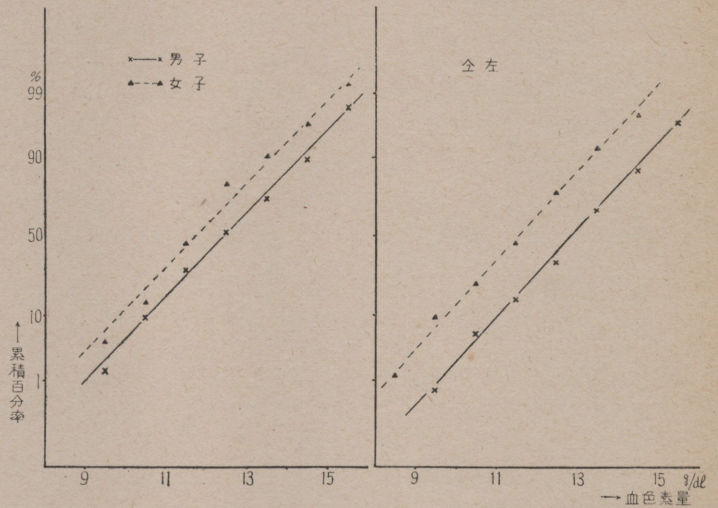 ×——× 男子
▲----▲ 女子
仝左
%
99
90
50
10
1
→累積百分率
9 11 13 15
9 11 13 15 g/dl
→血色素量